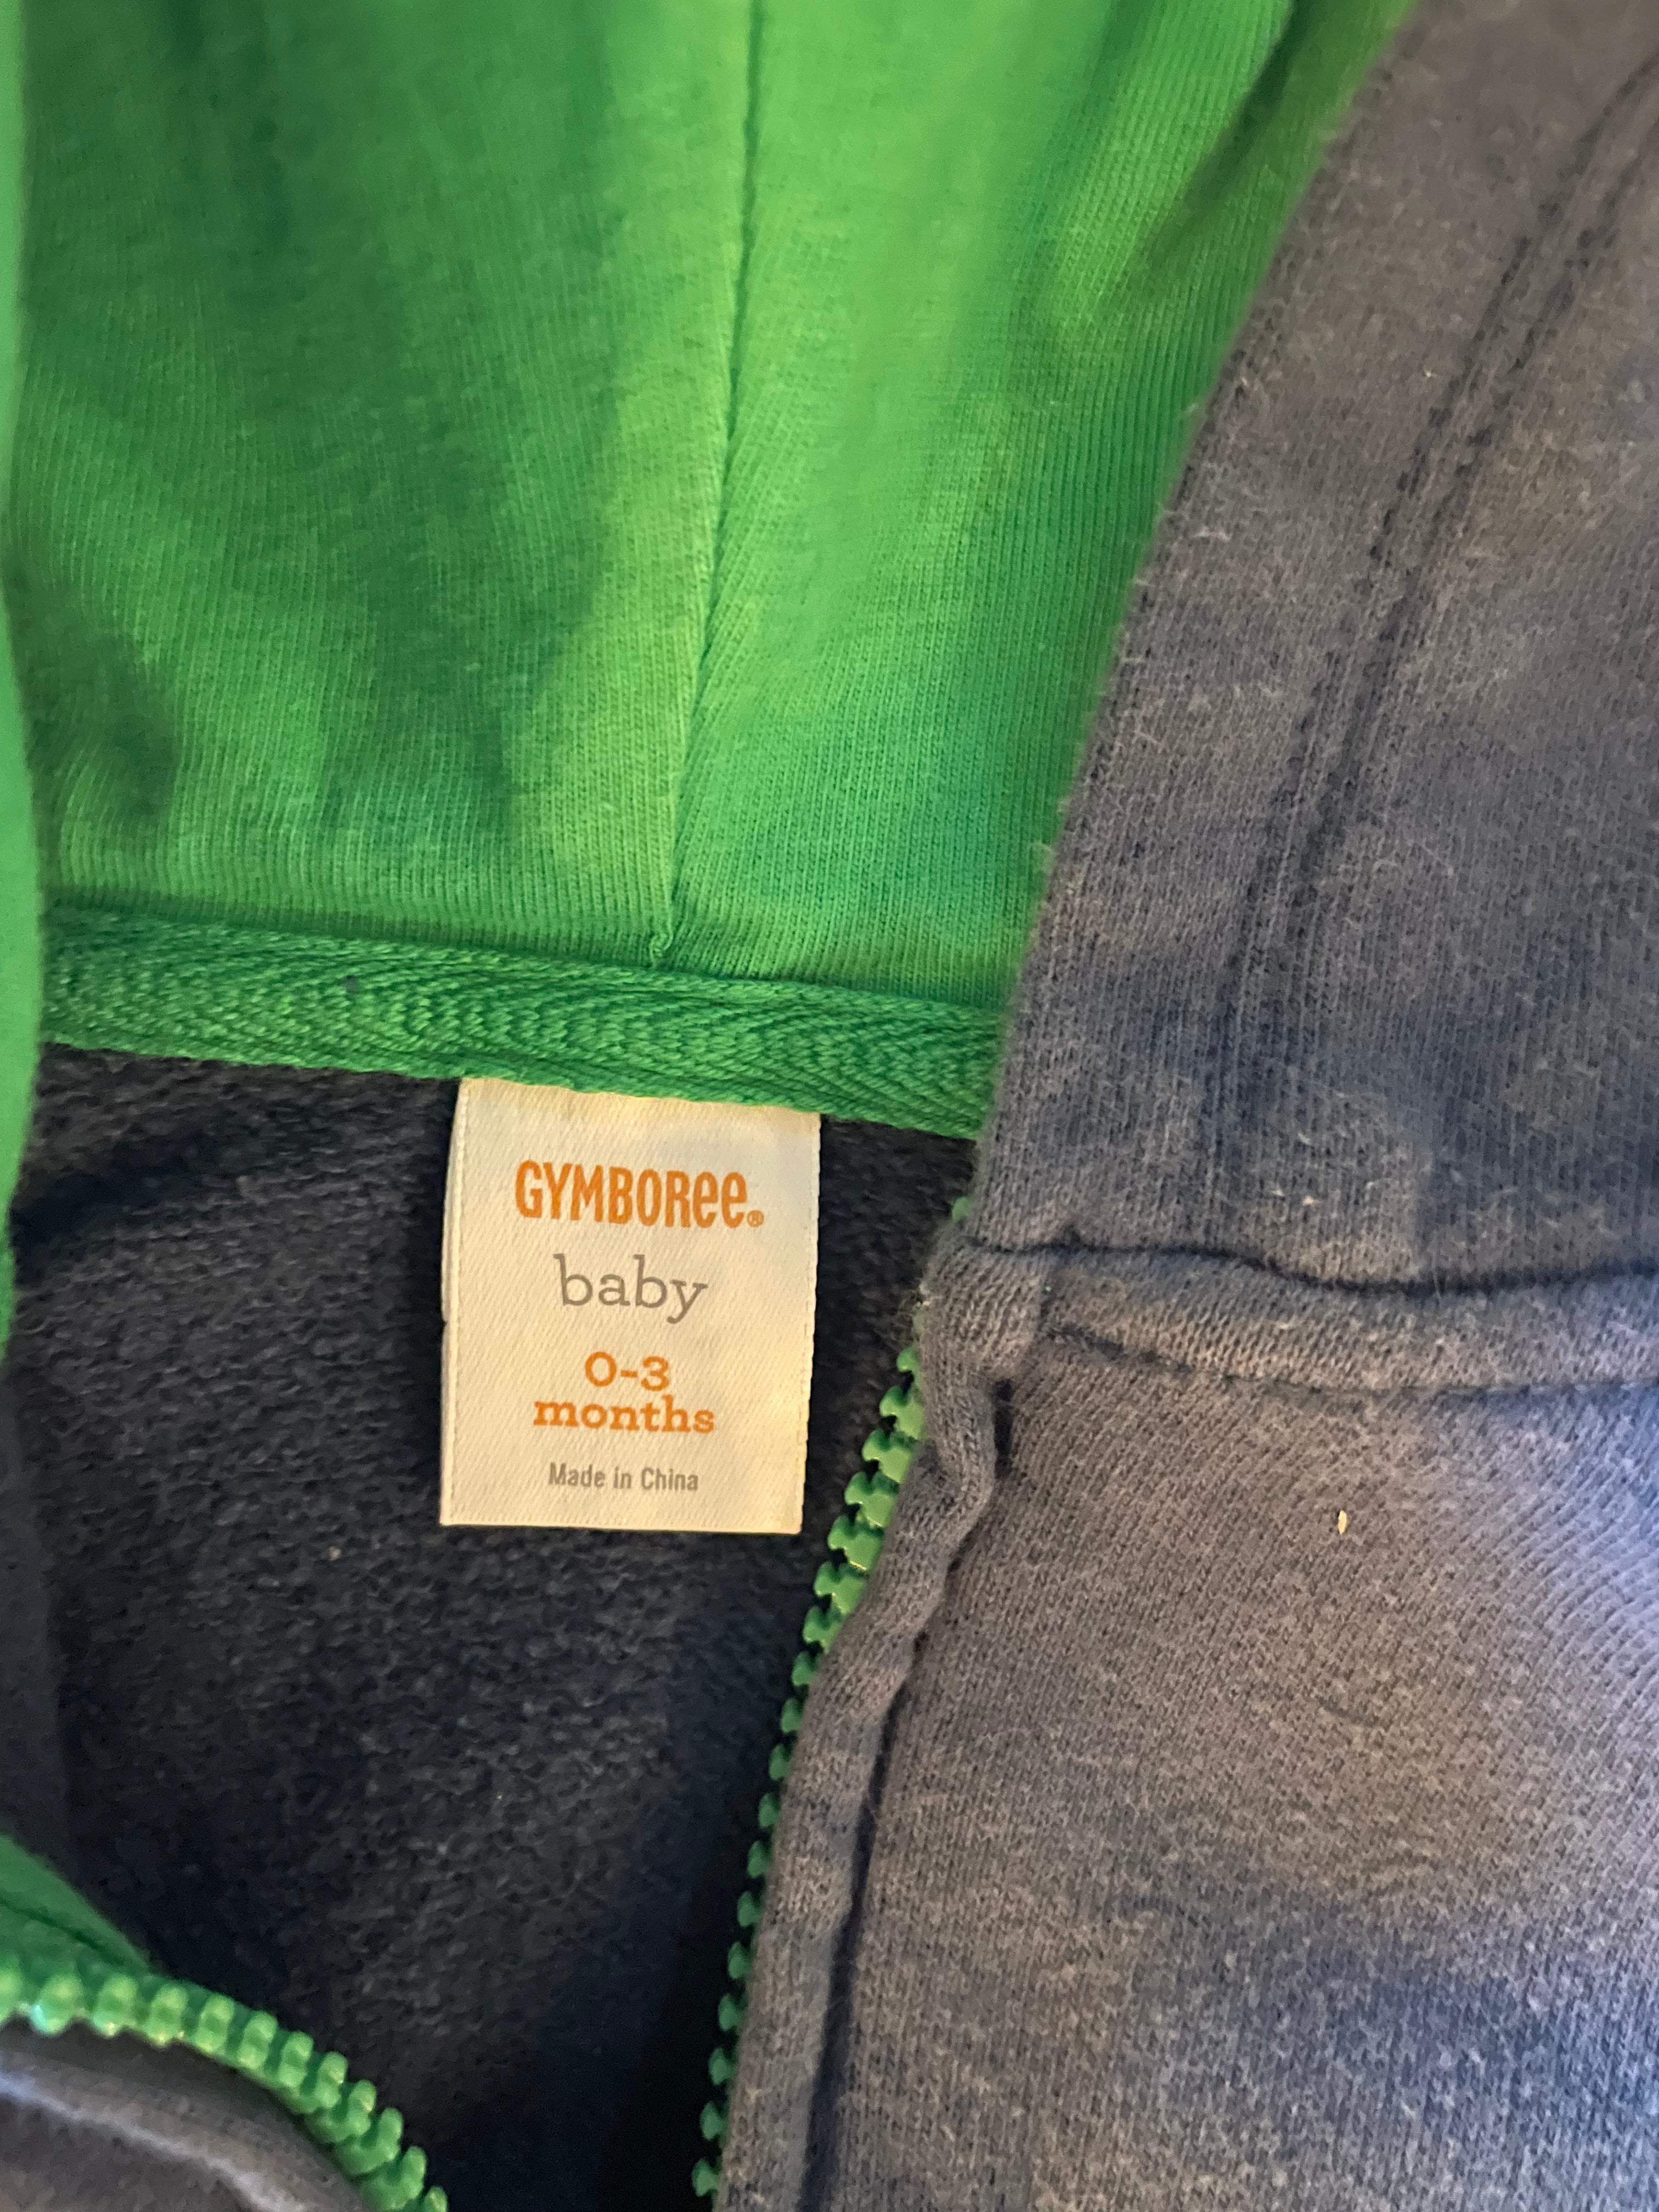 GYMBOREE®
baby
0-3
months
Made in China